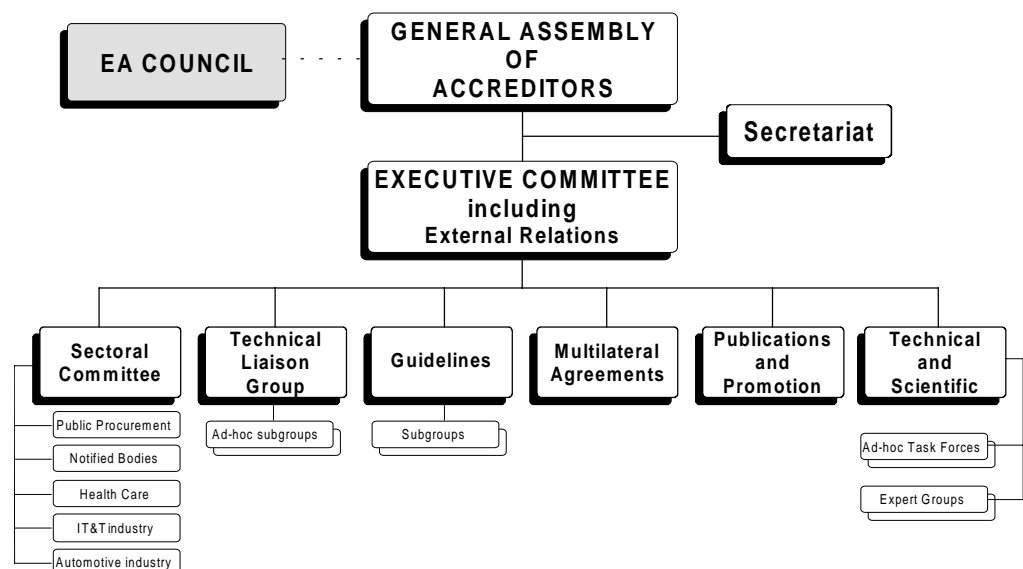 EA COUNCIL
GENERAL ASSEMBLY
OF
ACCREDITORS
Secretariat
EXECUTIVE COMMITTEE
including
External Relations
Sectoral
Committee
Technical
Liaison
Group
Guidelines
Multilateral
Agreements
Publications
and
Promotion
Technical
and
Scientific
Public Procurement
Notified Bodies
Health Care
IT&T industry
Automotive industry
Ad-hoc subgroups
Subgroups
Ad-hoc Task Forces
Expert Groups